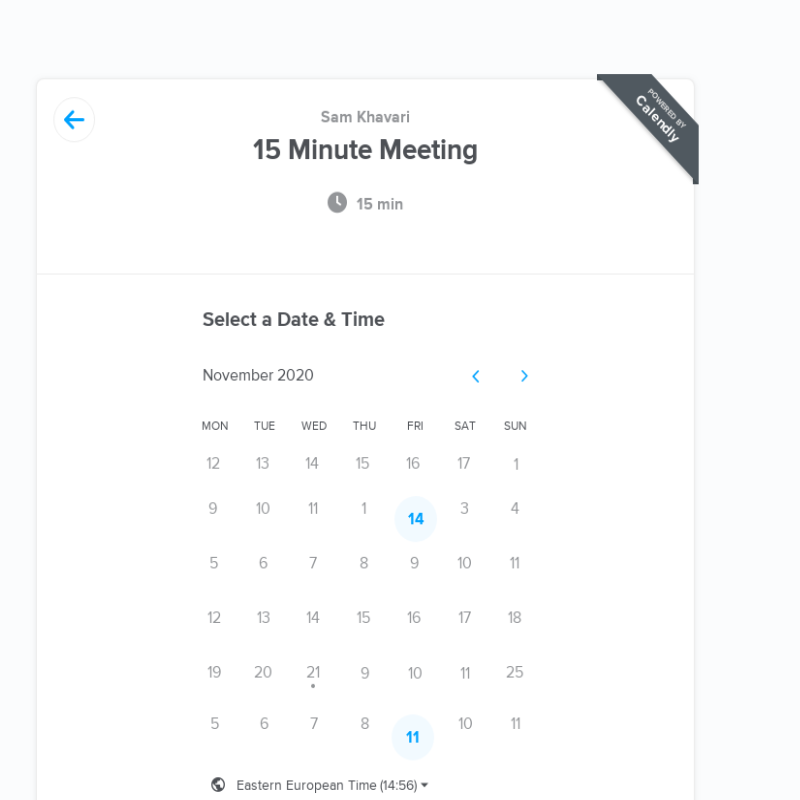 POWERED BY
Calendly
Sam Khavari
15 Minute Meeting
15 min
Select a Date & Time
November 2020
MON TUE WED THU FRI SAT SUN
12 13 14 15 16 17 1
9 10 11 1 14 3 4
5 6 7 8 9 10 11
12 13 14 15 16 17 18
19 20 21 9 10 11 25
5 6 7 8 11 10 11
Eastern European Time (14:56)